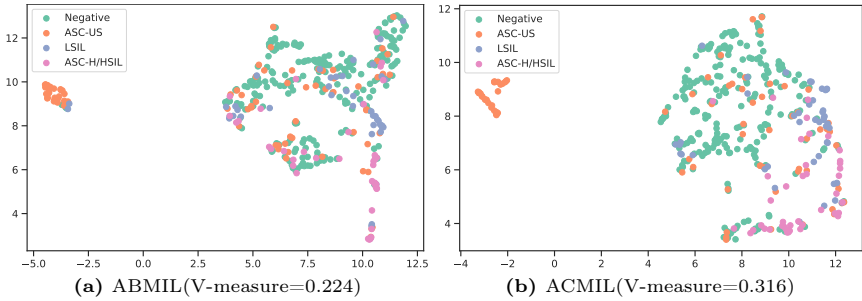 Negative
ASC-US
LSIL
ASC-H/HSIL
12
10
8
6
4
−5.0 −2.5 0.0 2.5 5.0 7.5 10.0 12.5
(a) ABMIL(V-measure=0.224)
Negative
ASC-US
LSIL
ASC-H/HSIL
12
10
8
6
4
−4 −2 0 2 4 6 8 10 12
(b) ACMIL(V-measure=0.316)